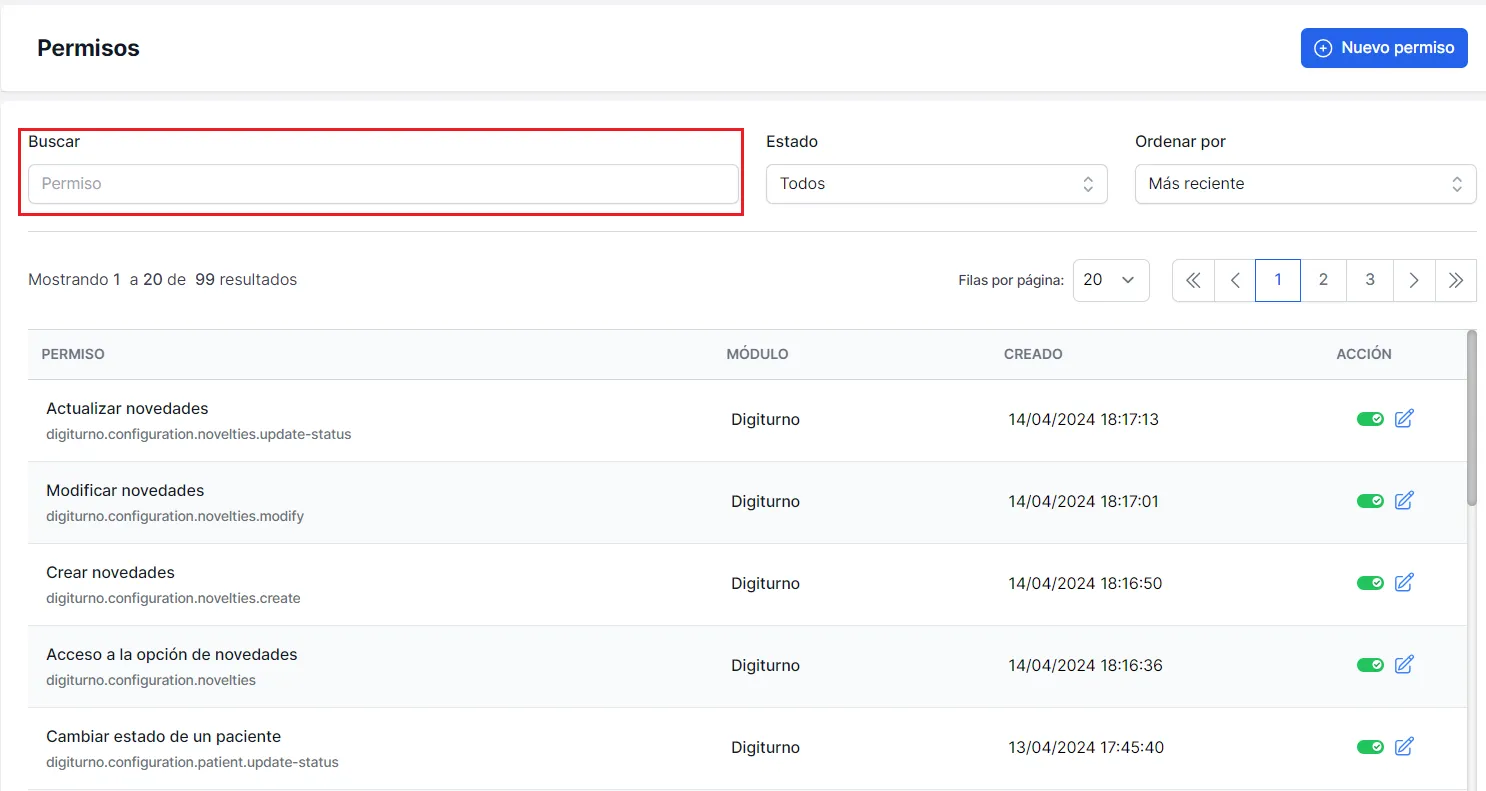 Permisos
Nuevo permiso
Buscar
Estado
Ordenar por
Permiso
Todos
Más reciente
Mostrando 1 a 20 de 99 resultados
Filas por página:
20
1
2
3
PERMISO
MÓDULO
CREADO
ACCIÓN
Actualizar novedades
digiturno.configuration.novelties.update-status
Digiturno
14/04/2024 18:17:13
Modificar novedades
digiturno.configuration.novelties.modify
Digiturno
14/04/2024 18:17:01
Crear novedades
digiturno.configuration.novelties.create
Digiturno
14/04/2024 18:16:50
Acceso a la opción de novedades
digiturno.configuration.novelties
Digiturno
14/04/2024 18:16:36
Cambiar estado de un paciente
digiturno.configuration.patient.update-status
Digiturno
13/04/2024 17:45:40